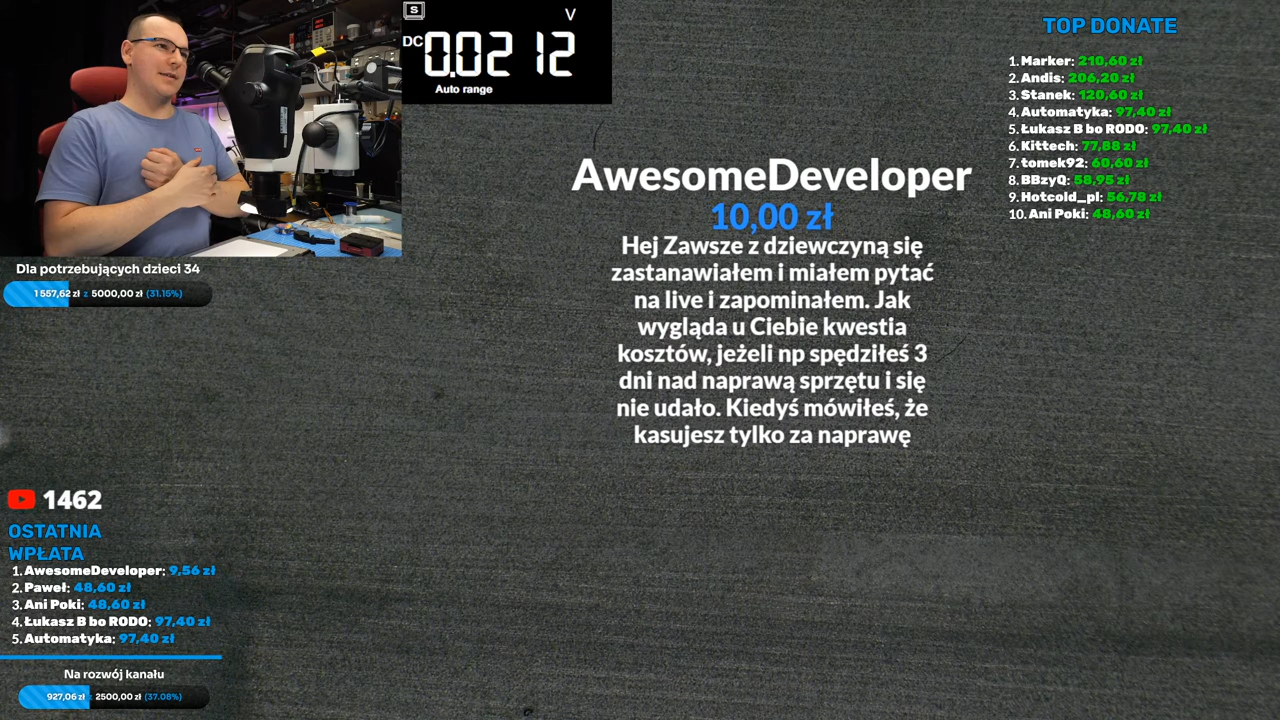 S
V
DC
0.0212
Auto range
TOP DONATE
1. Marker: 210,60 zł
2. Andis: 206,20 zł
3. Stanek: 120,60 zł
4. Automatyka: 97,40 zł
5. Łukasz B bo RODO: 97,40 zł
6. Kittech: 77,88 zł
7. tomek92: 60,60 zł
8. BBzyQ: 58,95 zł
9. Hotcold_pl: 56,78 zł
10. Ani Poki: 48,60 zł
AwesomeDeveloper
10,00 zł
Hej Zawsze z dziewczyną się
zastanawiałem i miałem pytać
na live i zapominałem. Jak
wygląda u Ciebie kwestia
kosztów, jeżeli np spędziłeś 3
dni nad naprawą sprzętu i się
nie udało. Kiedyś mówiłeś, że
kasujesz tylko za naprawę
Dla potrzebujących dzieci 34
1 557,62 zł z 5000,00 zł (31.15%)
1462
OSTATNIA
WPŁATA
1. AwesomeDeveloper: 9,56 zł
2. Paweł: 48,60 zł
3. Ani Poki: 48,60 zł
4. Łukasz B bo RODO: 97,40 zł
5. Automatyka: 97,40 zł
Na rozwój kanału
927,06 zł z 2500,00 zł (37.08%)